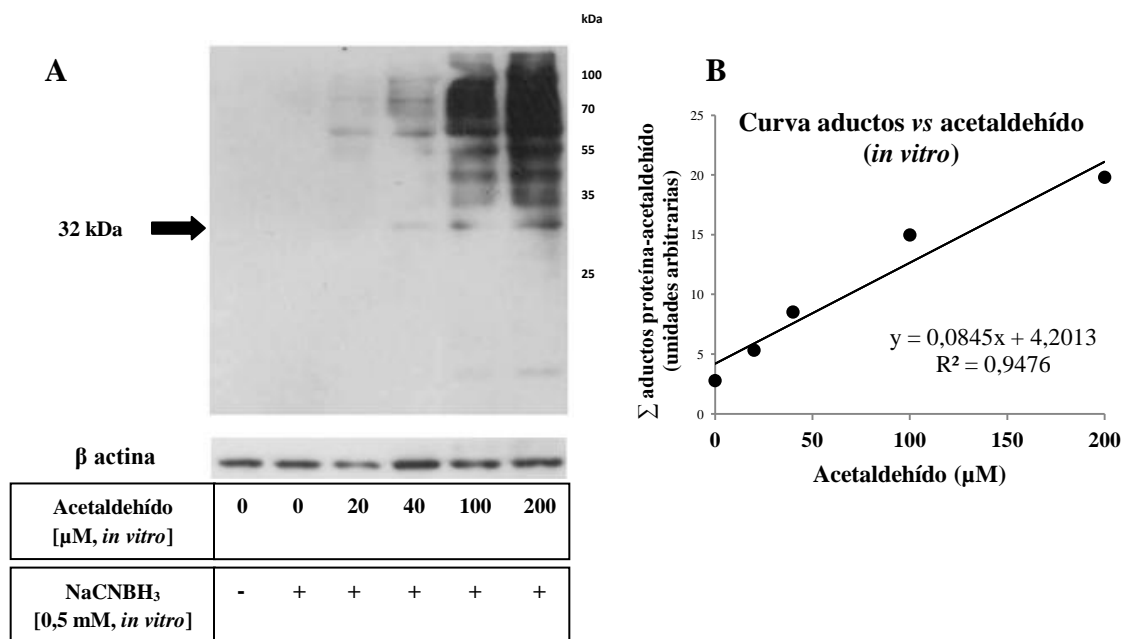 A
kDa
100
70
55
35
25
32 kDa
β actina
Acetaldehído
[µM, in vitro]
0 0 20 40 100 200
NaCNBH₃
[0,5 mM, in vitro]
- + + + + +
B
Curva aductos vs acetaldehído
(in vitro)
∑ aductos proteína-acetaldehído
(unidades arbitrarias)
25
20
15
10
5
0
y = 0,0845x + 4,2013
R² = 0,9476
0 50 100 150 200
Acetaldehído (µM)